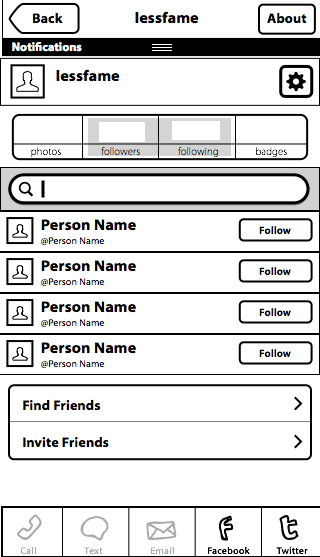 Back lessfame About
Notifications
lessfame
photos followers following badges
Person Name
@Person Name
Follow
Person Name
@Person Name
Follow
Person Name
@Person Name
Follow
Person Name
@Person Name
Follow
Find Friends
Invite Friends
Call Text Email Facebook Twitter